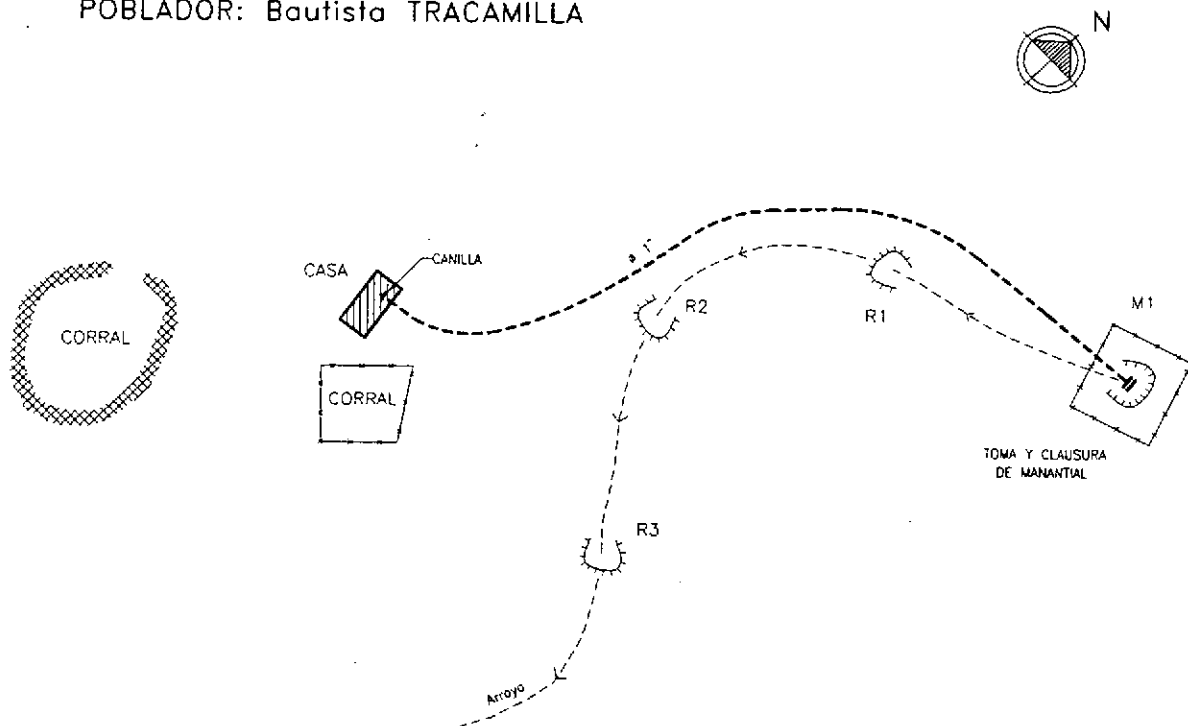 POBLADOR: Bautista TRACAMILLA
N
CASA
CANILLA
CORRAL
CORRAL
R2
R1
M1
TOMA Y CLAUSURA
DE MANANTIAL
R3
Arroyo